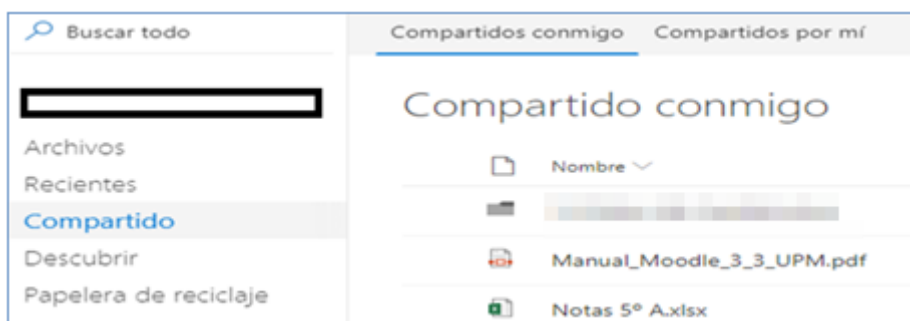 Buscar todo
Archivos
Recientes
Compartido
Descubrir
Papelera de reciclaje
Compartidos conmigo Compartidos por mí
Compartido conmigo
Nombre
Manual_Moodle_3_3_UPM.pdf
Notas 5º A.xlsx